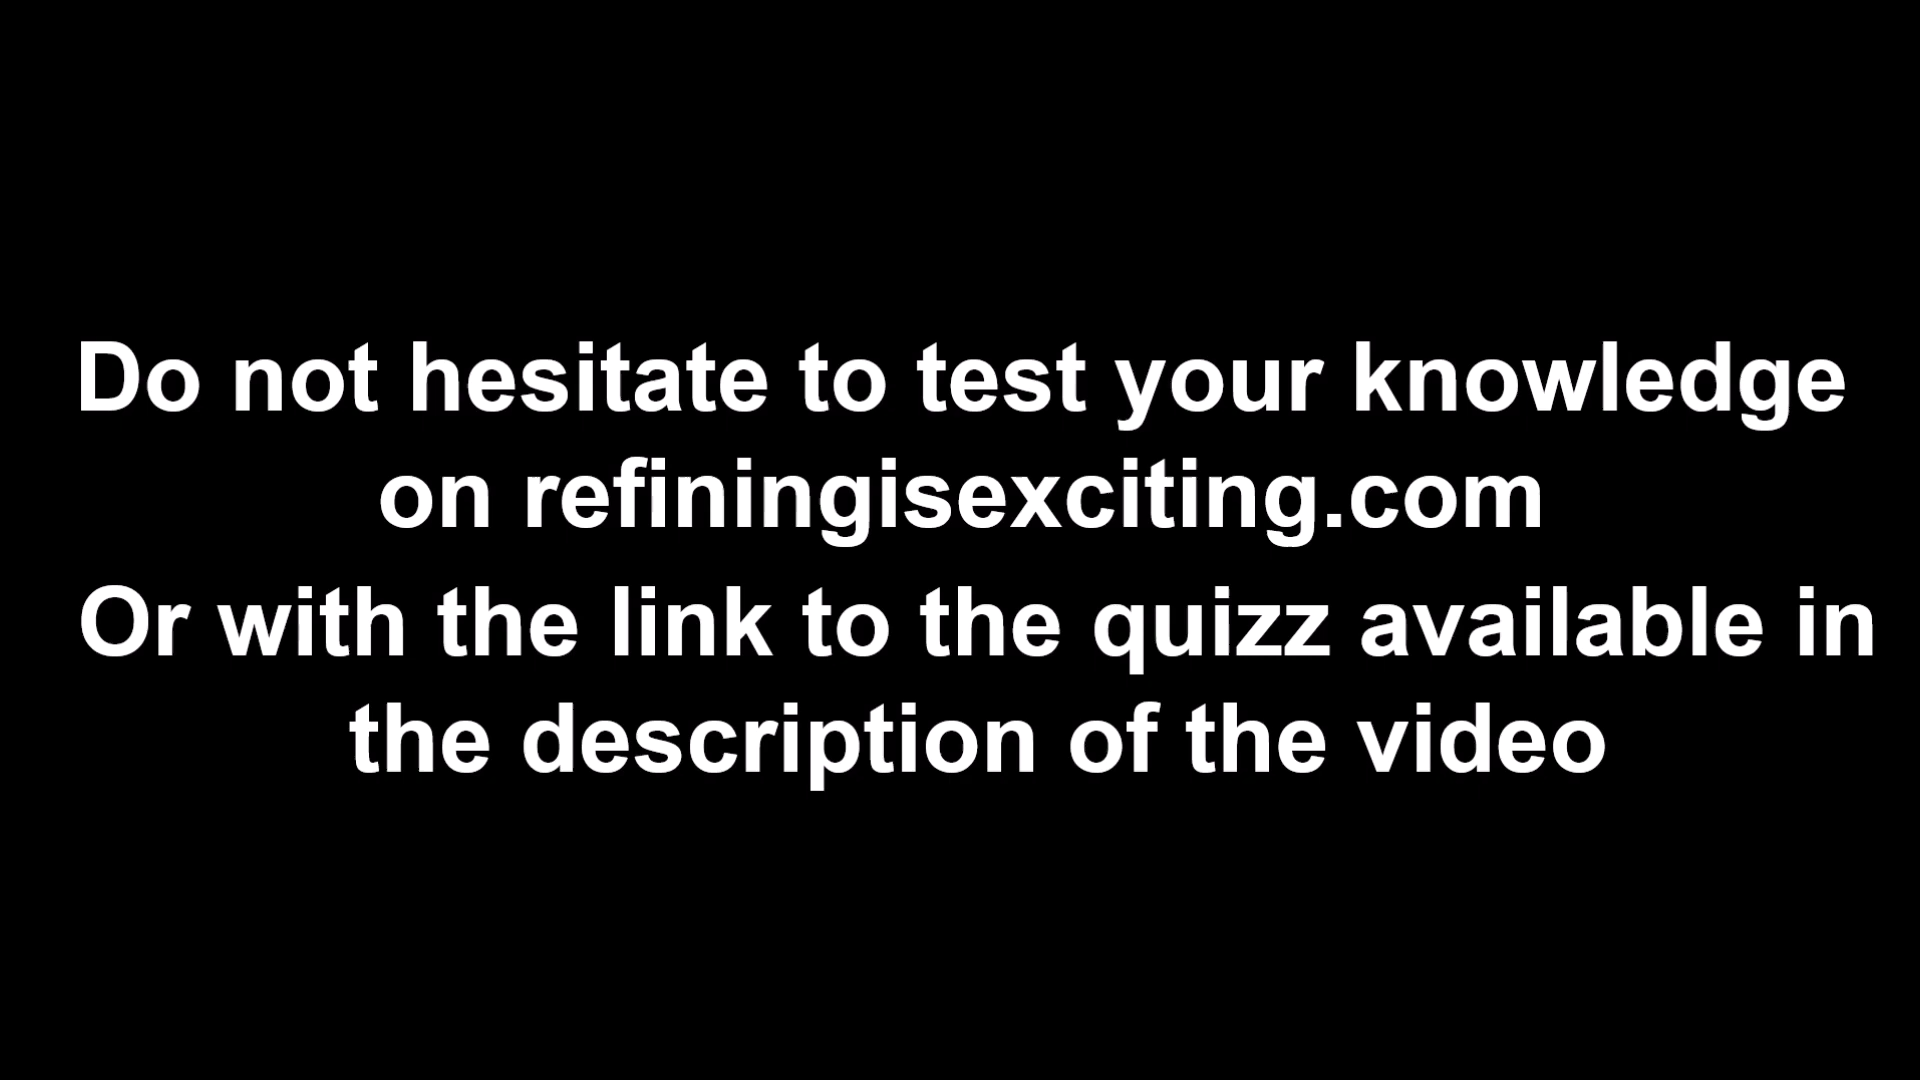 Do not hesitate to test your knowledge
on refiningisexciting.com
Or with the link to the quizz available in
the description of the video